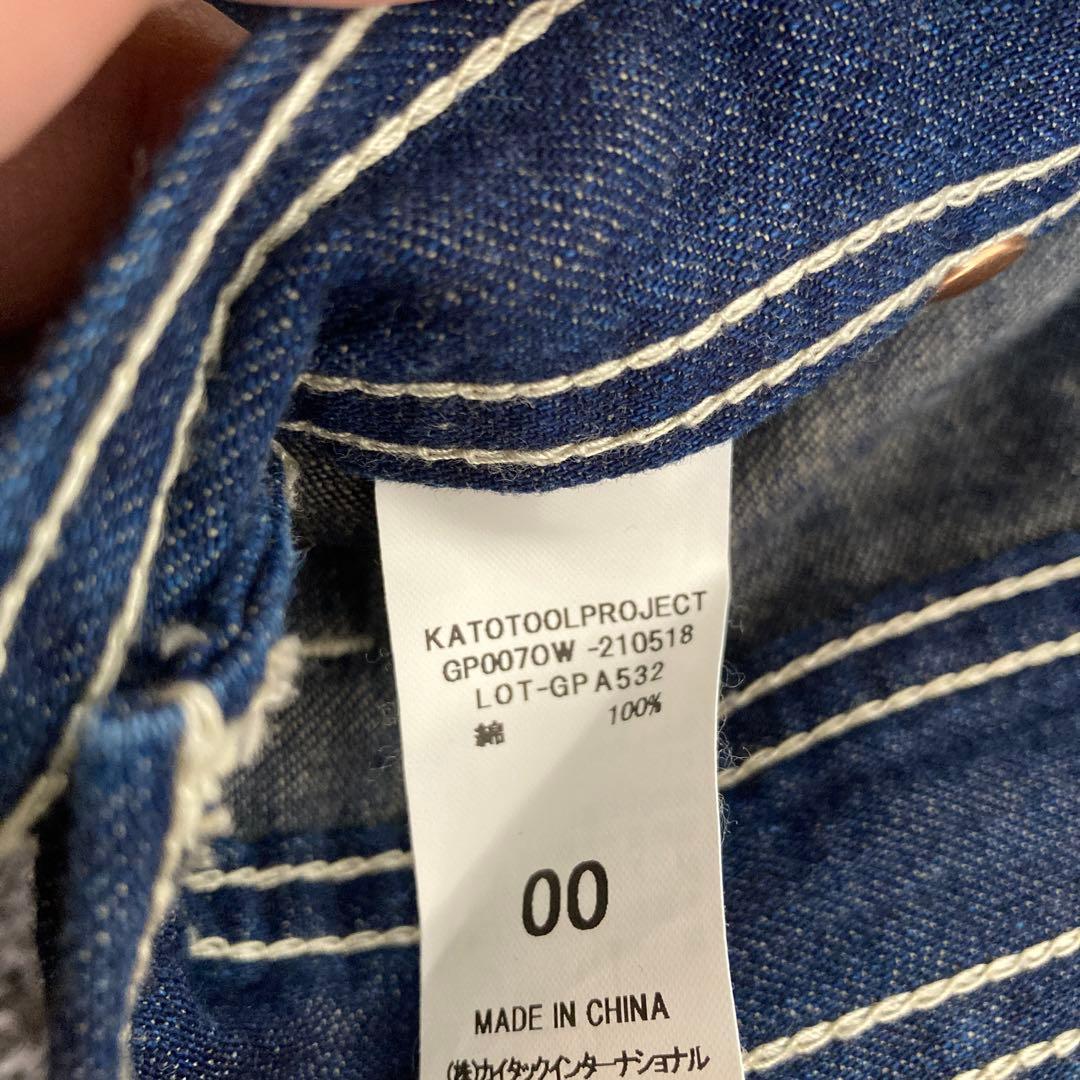 KATOTOOLPROJECT
GP007OW -210518
LOT-GPA532
綿 100%
00
MADE IN CHINA
(株)カイタックインターナショナル